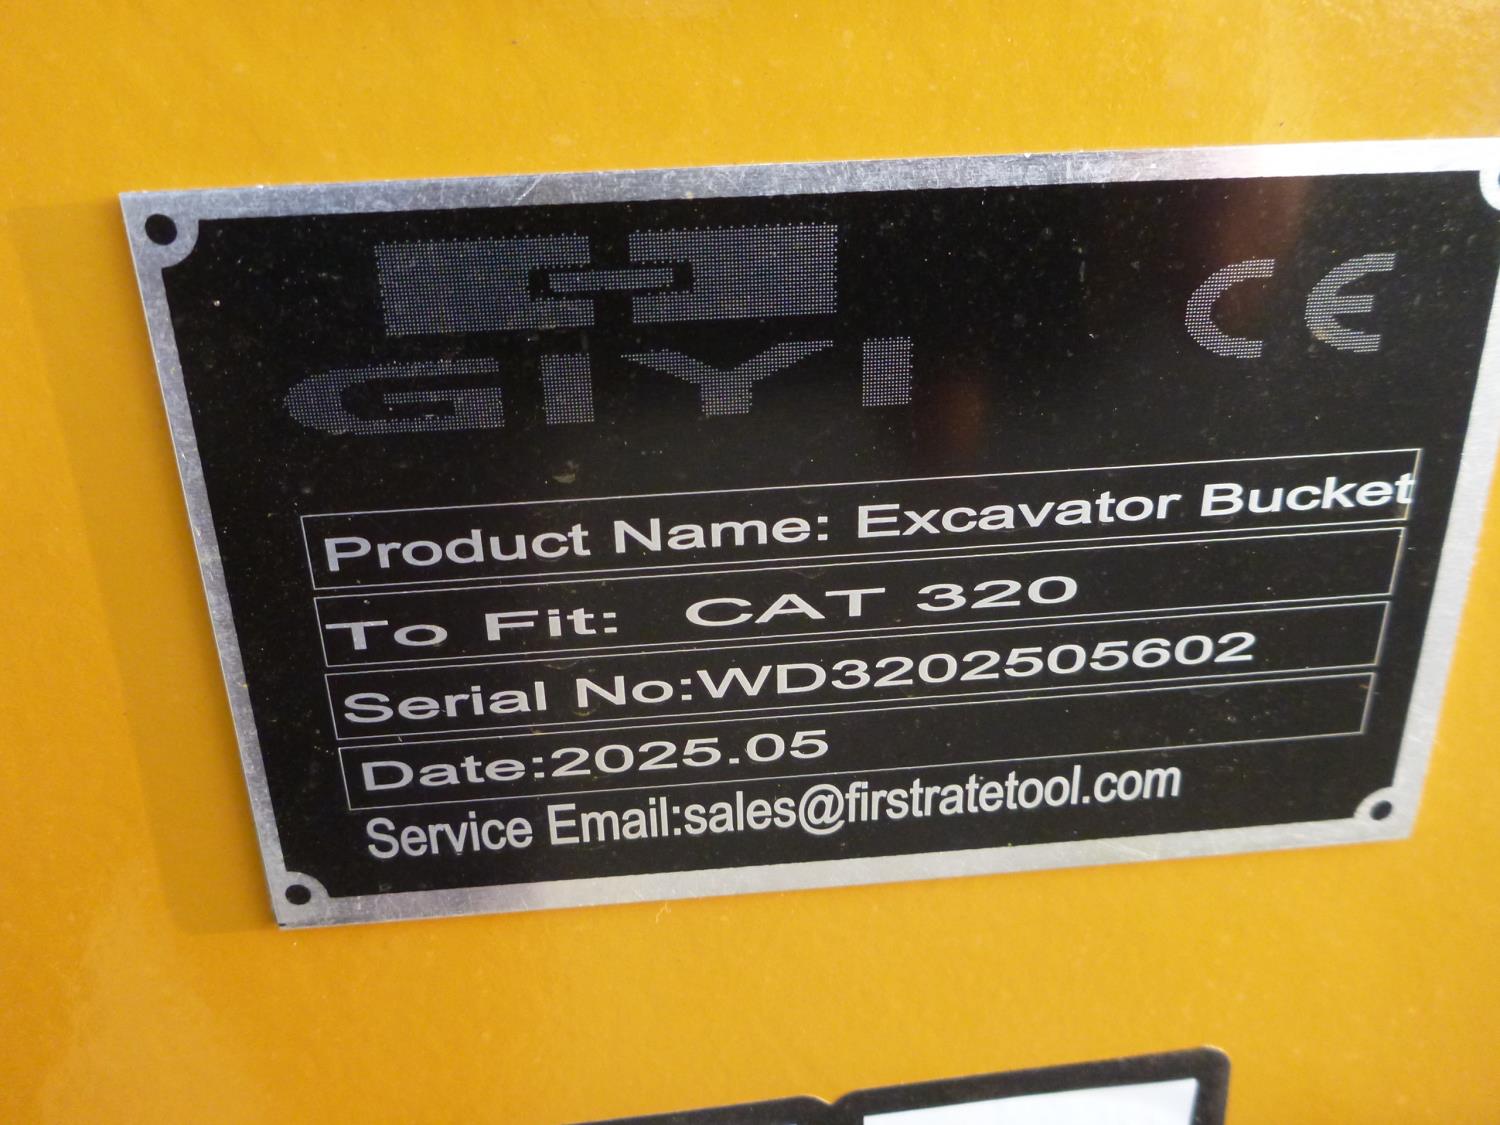 GIYI
CE
Product Name: Excavator Bucket
To Fit: CAT 320
Serial No:WD3202505602
Date:2025.05
Service Email:sales@firstratetool.com